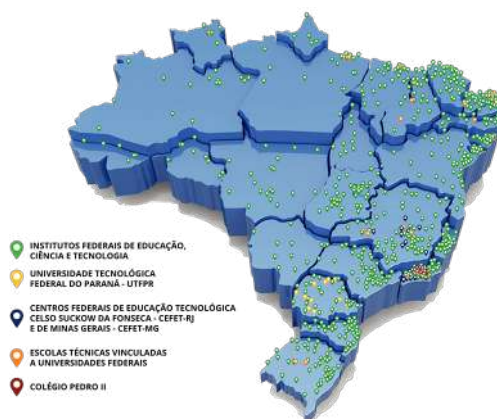 INSTITUTOS FEDERAIS DE EDUCAÇÃO,
CIÊNCIA E TECNOLOGIA
UNIVERSIDADE TECNOLÓGICA
FEDERAL DO PARANÁ - UTFPR
CENTROS FEDERAIS DE EDUCAÇÃO TECNOLÓGICA
CELSO SUCKOW DA FONSECA - CEFET-RJ
E DE MINAS GERAIS - CEFET-MG
ESCOLAS TÉCNICAS VINCULADAS
A UNIVERSIDADES FEDERAIS
COLÉGIO PEDRO II